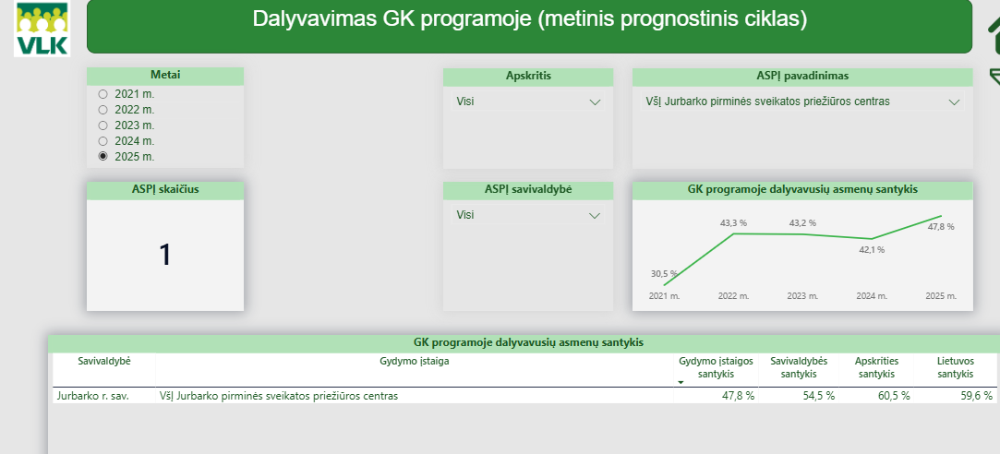 VLK
Dalyvavimas GK programoje (metinis prognostinis ciklas)
Metai
2021 m.
2022 m.
2023 m.
2024 m.
2025 m.
Apskritis
Visi
ASPĮ pavadinimas
VšĮ Jurbarko pirminės sveikatos priežiūros centras
ASPĮ skaičius
1
ASPĮ savivaldybė
Visi
GK programoje dalyvavusių asmenų santykis
30,5 %
43,3 %
43,2 %
42,1 %
47,8 %
2021 m. 2022 m. 2023 m. 2024 m. 2025 m.
GK programoje dalyvavusių asmenų santykis
Savivaldybė Gydymo įstaiga Gydymo įstaigos Savivaldybės Apskrities Lietuvos
santykis santykis santykis santykis
Jurbarko r. sav. VšĮ Jurbarko pirminės sveikatos priežiūros centras 47,8 % 54,5 % 60,5 % 59,6 %